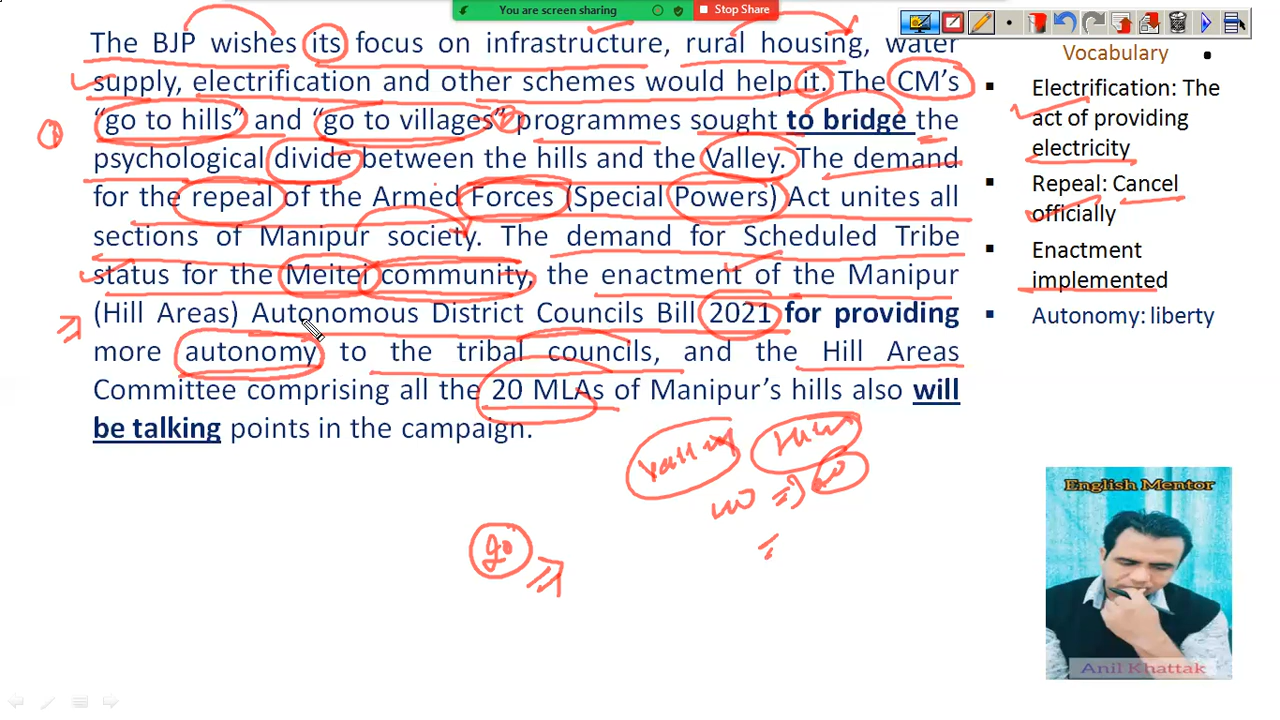 You are screen sharing
Stop Share
The BJP wishes its focus on infrastructure, rural housing, water
supply, electrification and other schemes would help it. The CM's
“go to hills” and “go to villages” programmes sought to bridge the
psychological divide between the hills and the Valley. The demand
for the repeal of the Armed Forces (Special Powers) Act unites all
sections of Manipur society. The demand for Scheduled Tribe
status for the Meitei community, the enactment of the Manipur
(Hill Areas) Autonomous District Councils Bill 2021 for providing
more autonomy to the tribal councils, and the Hill Areas
Committee comprising all the 20 MLAs of Manipur's hills also will
be talking points in the campaign.
Vocabulary
Electrification: The
act of providing
electricity
Repeal: Cancel
officially
Enactment
implemented
Autonomy: liberty
English Mentor
Anil Khattak